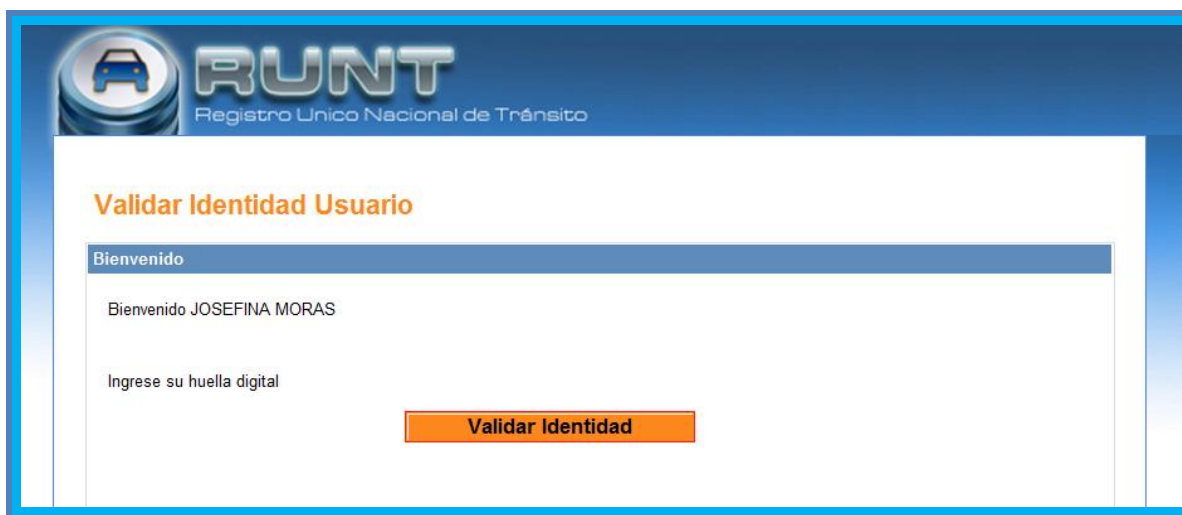 RUNT
Registro Unico Nacional de Tránsito
Validar Identidad Usuario
Bienvenido
Bienvenido JOSEFINA MORAS
Ingrese su huella digital
Validar Identidad